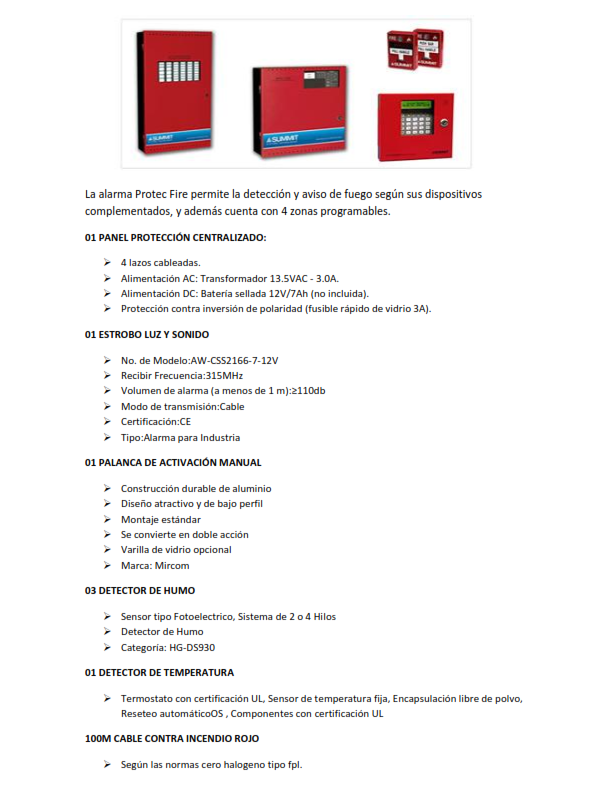 SUMMIT
SUMMIT
La alarma Protec Fire permite la detección y aviso de fuego según sus dispositivos
complementados, y además cuenta con 4 zonas programables.
01 PANEL PROTECCIÓN CENTRALIZADO:
➢ 4 lazos cableadas.
➢ Alimentación AC: Transformador 13.5VAC - 3.0A.
➢ Alimentación DC: Batería sellada 12V/7Ah (no incluida).
➢ Protección contra inversión de polaridad (fusible rápido de vidrio 3A).
01 ESTROBO LUZ Y SONIDO
➢ No. de Modelo:AW-CSS2166-7-12V
➢ Recibir Frecuencia:315MHz
➢ Volumen de alarma (a menos de 1 m):≥110db
➢ Modo de transmisión:Cable
➢ Certificación:CE
➢ Tipo:Alarma para Industria
01 PALANCA DE ACTIVACIÓN MANUAL
➢ Construcción durable de aluminio
➢ Diseño atractivo y de bajo perfil
➢ Montaje estándar
➢ Se convierte en doble acción
➢ Varilla de vidrio opcional
➢ Marca: Mircom
03 DETECTOR DE HUMO
➢ Sensor tipo Fotoelectrico, Sistema de 2 o 4 Hilos
➢ Detector de Humo
➢ Categoría: HG-DS930
01 DETECTOR DE TEMPERATURA
➢ Termostato con certificación UL, Sensor de temperatura fija, Encapsulación libre de polvo,
Reseteo automáticoOS , Componentes con certificación UL
100M CABLE CONTRA INCENDIO ROJO
➢ Según las normas cero halogeno tipo fpl.